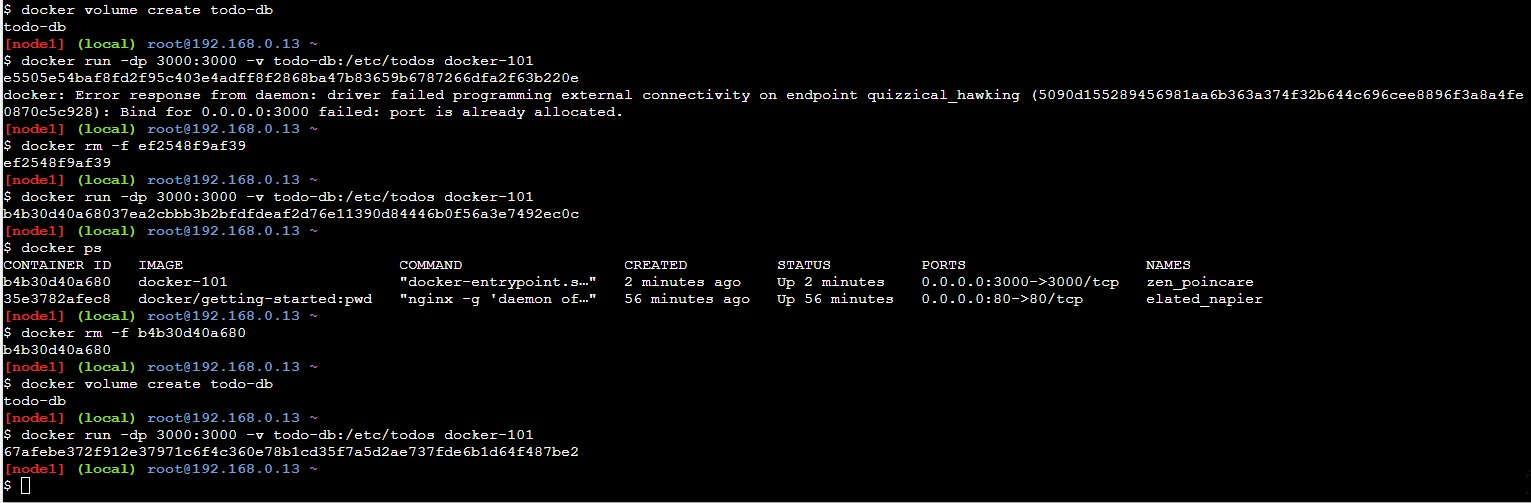 $ docker volume create todo-db
todo-db
[node1] (local) root@192.168.0.13 ~
$ docker run -dp 3000:3000 -v todo-db:/etc/todos docker-101
e5505e54baf8fd2f95c403e4adff8f2868ba47b83659b6787266dfa2f63b220e
docker: Error response from daemon: driver failed programming external connectivity on endpoint quizzical_hawking (5090d155289456981aa6b363a374f32b644c696cee8896f3a8a4fe
0870c5c928): Bind for 0.0.0.0:3000 failed: port is already allocated.
[node1] (local) root@192.168.0.13 ~
$ docker rm -f ef2548f9af39
ef2548f9af39
[node1] (local) root@192.168.0.13 ~
$ docker run -dp 3000:3000 -v todo-db:/etc/todos docker-101
b4b30d40a68037ea2cbbb3b2bfdfdeaf2d76e11390d84446b0f56a3e7492ec0c
[node1] (local) root@192.168.0.13 ~
$ docker ps
CONTAINER ID   IMAGE                        COMMAND                  CREATED          STATUS          PORTS                    NAMES
b4b30d40a680   docker-101                   "docker-entrypoint.s…"   2 minutes ago    Up 2 minutes    0.0.0.0:3000->3000/tcp   zen_poincare
35e3782afec8   docker/getting-started:pwd   "nginx -g 'daemon of…"   56 minutes ago   Up 56 minutes   0.0.0.0:80->80/tcp       elated_napier
[node1] (local) root@192.168.0.13 ~
$ docker rm -f b4b30d40a680
b4b30d40a680
[node1] (local) root@192.168.0.13 ~
$ docker volume create todo-db
todo-db
[node1] (local) root@192.168.0.13 ~
$ docker run -dp 3000:3000 -v todo-db:/etc/todos docker-101
67afebe372f912e37971c6f4c360e78b1cd35f7a5d2ae737fde6b1d64f487be2
[node1] (local) root@192.168.0.13 ~
$